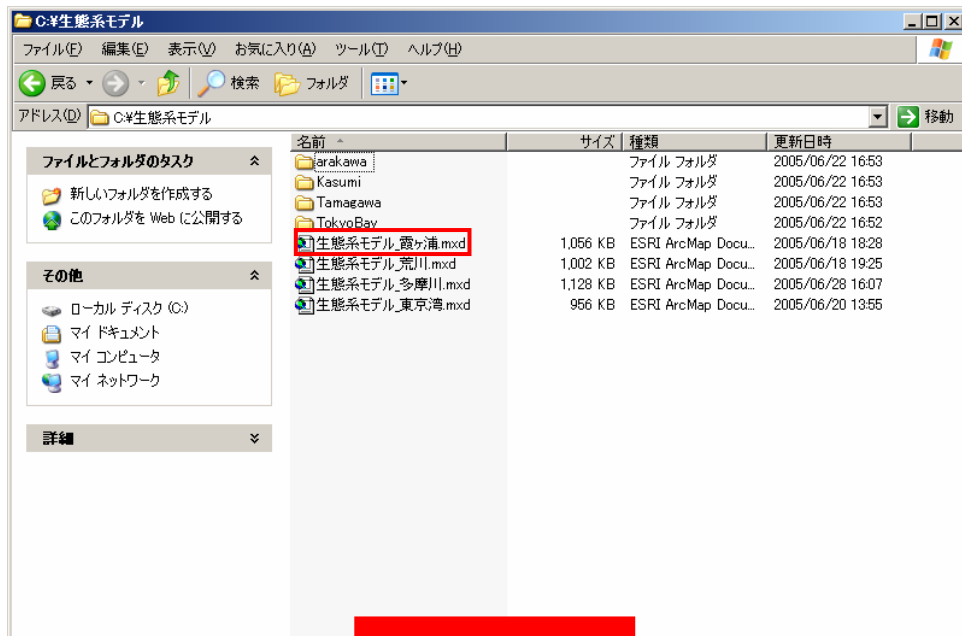 C:¥生態系モデル
ファイル(F) 編集(E) 表示(V) お気に入り(A) ツール(T) ヘルプ(H)
戻る 検索 フォルダ
アドレス(D) C:¥生態系モデル 移動
名前 サイズ 種類 更新日時
ファイルとフォルダのタスク
新しいフォルダを作成する
このフォルダを Web に公開する
その他
ローカル ディスク (C:)
マイ ドキュメント
マイ コンピュータ
マイ ネットワーク
詳細
arakawa ファイル フォルダ 2005/06/22 16:53
Kasumi ファイル フォルダ 2005/06/22 16:53
Tamagawa ファイル フォルダ 2005/06/22 16:53
TokyoBay ファイル フォルダ 2005/06/22 16:52
生態系モデル_霞ヶ浦.mxd 1,056 KB ESRI ArcMap Docu... 2005/06/18 18:28
生態系モデル_荒川.mxd 1,002 KB ESRI ArcMap Docu... 2005/06/18 19:25
生態系モデル_多摩川.mxd 1,128 KB ESRI ArcMap Docu... 2005/06/28 16:07
生態系モデル_東京湾.mxd 956 KB ESRI ArcMap Docu... 2005/06/20 13:55